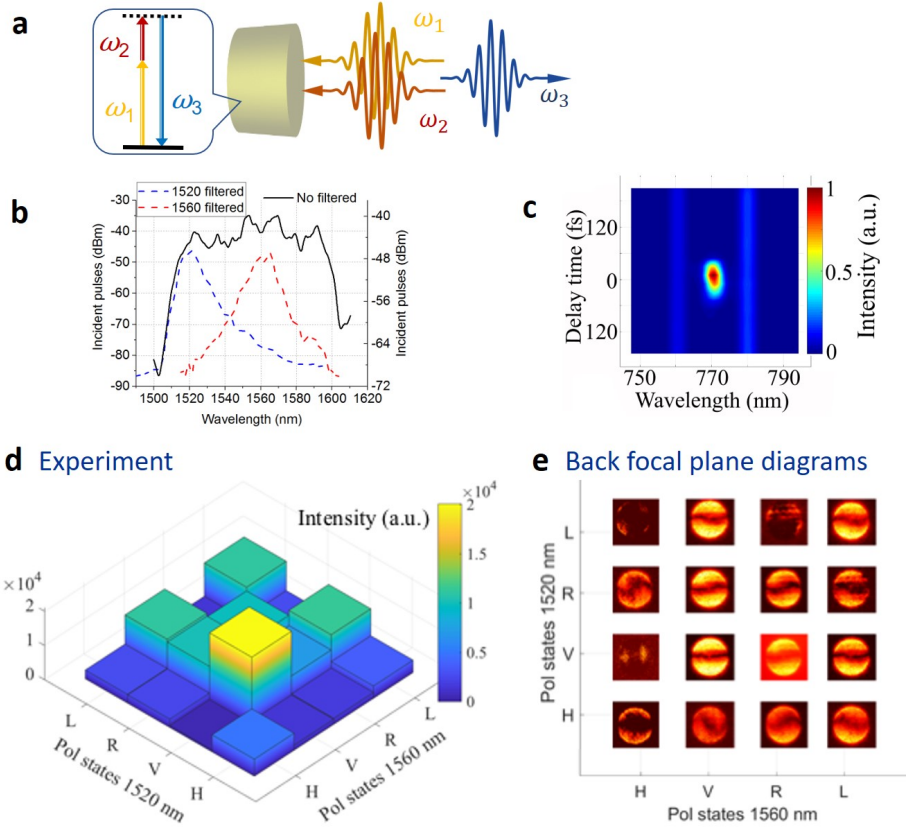 a
ω2
ω1
ω3
ω1
ω2
ω3
b
1520 filtered
1560 filtered
No filtered
-30
-40
-50
-60
-70
-80
-90
Incident pulses (dBm)
-40
-48
-56
-64
-72
Incident pulses (dBm)
1500 1520 1540 1560 1580 1600 1620
Wavelength (nm)
c
Delay time (fs)
120
0
120
750 770 790
Wavelength (nm)
1
0.5
0
Intensity (a.u.)
d Experiment
Intensity (a.u.)
×10⁴
2
1.5
1
0.5
0
×10⁴
2
1
0
L
R
V
H
Pol states 1520 nm
H
V
R
L
Pol states 1560 nm
e Back focal plane diagrams
Pol states 1520 nm
L
R
V
H
H V R L
Pol states 1560 nm